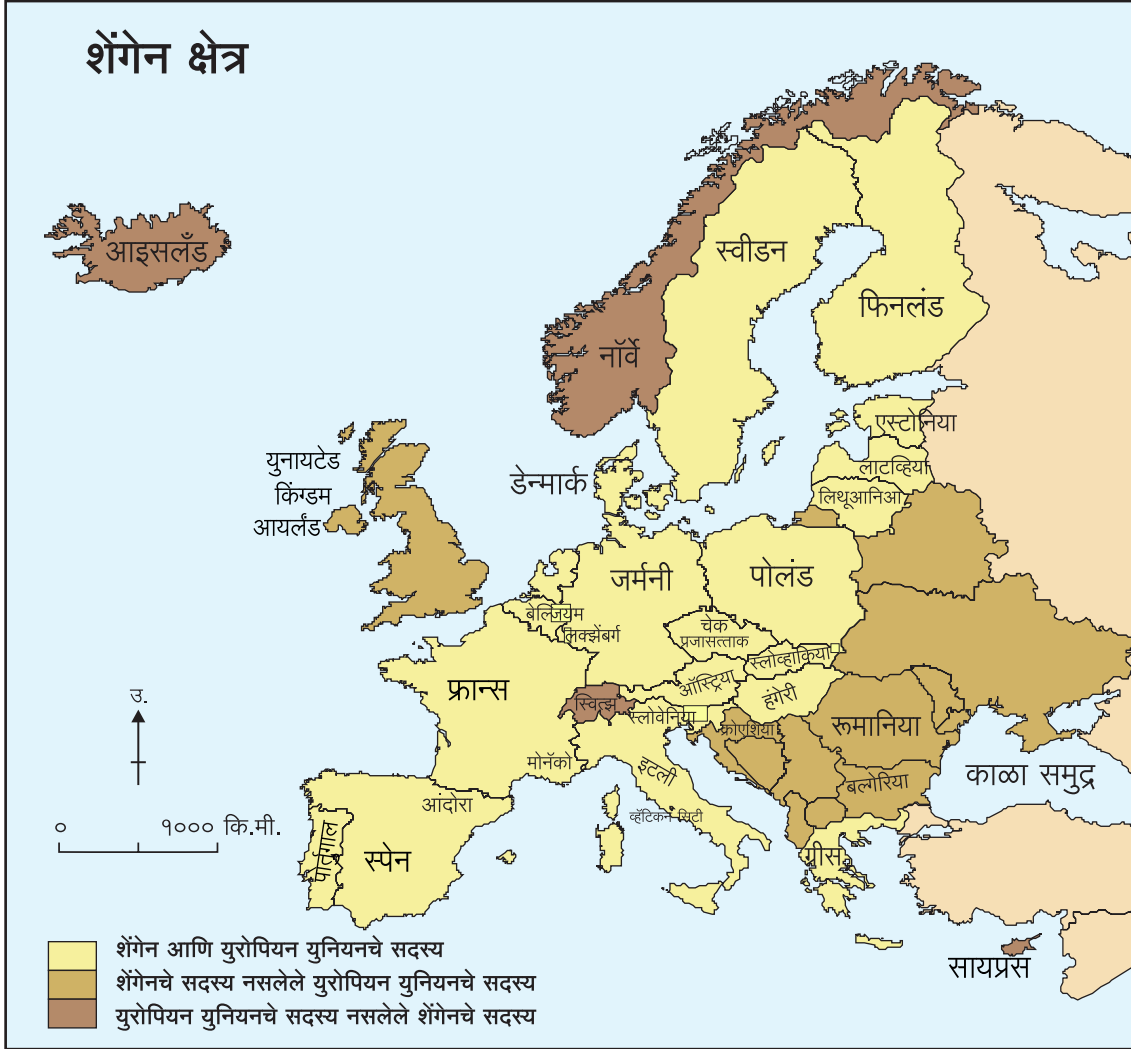 शेंगेन क्षेत्र
आइसलँड
स्वीडन
फिनलंड
नॉर्वे
एस्टोनिया
युनायटेड
किंग्डम
आयर्लंड
डेन्मार्क
लाटव्हिया
लिथूआनिआ
जर्मनी
पोलंड
बेल्जियम
लिक्झेंबर्ग
चेक
प्रजासत्ताक
स्लोव्हाकिया
ऑस्ट्रिया
हंगेरी
फ्रान्स
स्वित्झ
स्लोवेनिया
क्रोएशिया
रूमानिया
उ.
मोनॅको
इटली
बल्गेरिया
काळा समुद्र
आंदोरा
व्हॅटिकन सिटी
० १००० कि.मी.
पोर्तुगाल
स्पेन
ग्रीस
सायप्रस
शेंगेन आणि युरोपियन युनियनचे सदस्य
शेंगेनचे सदस्य नसलेले युरोपियन युनियनचे सदस्य
युरोपियन युनियनचे सदस्य नसलेले शेंगेनचे सदस्य